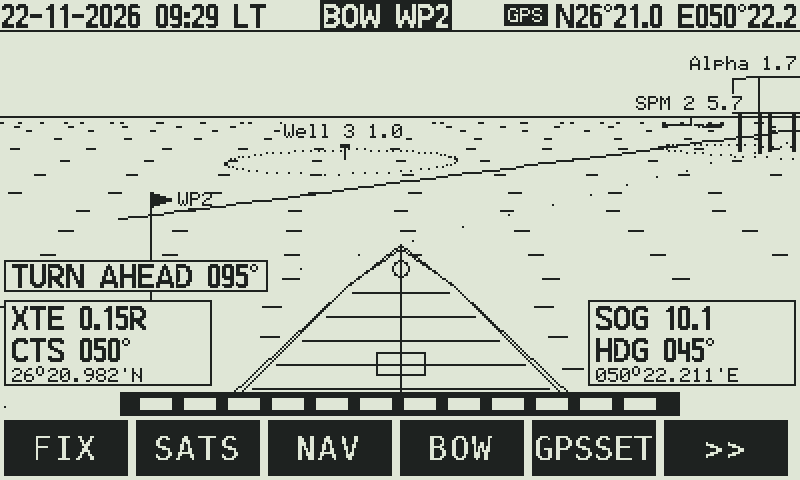 22-11-2026 09:29 LT BOW WP2 GPS N26°21.0 E050°22.2
Alpha 1.7
SPM 2 5.7
Well 3 1.0
WP2
TURN AHEAD 095°
XTE 0.15R
CTS 050°
26°20.982'N
SOG 10.1
HDG 045°
050°22.211'E
FIX SATS NAV BOW GPSSET >>